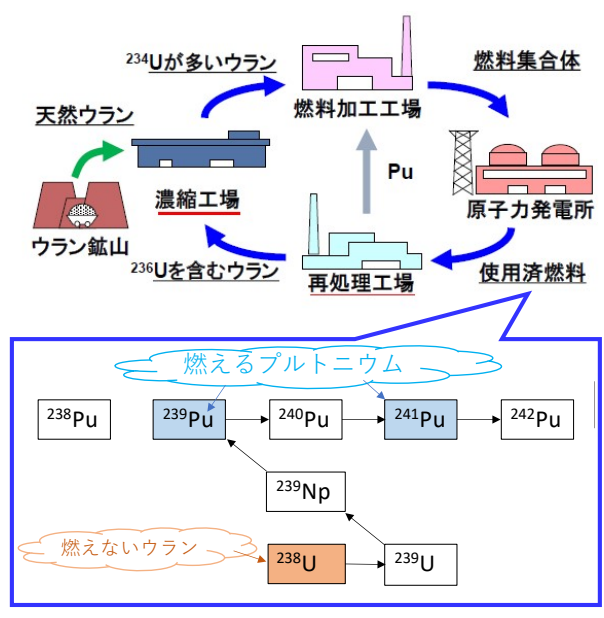 ²³⁴Uが多いウラン
燃料集合体
天然ウラン
燃料加工工場
Pu
濃縮工場
原子力発電所
ウラン鉱山
²³⁶Uを含むウラン
再処理工場
使用済燃料
燃えるプルトニウム
²³⁸Pu
²³⁹Pu
²⁴⁰Pu
²⁴¹Pu
²⁴²Pu
²³⁹Np
燃えないウラン
²³⁸U
²³⁹U